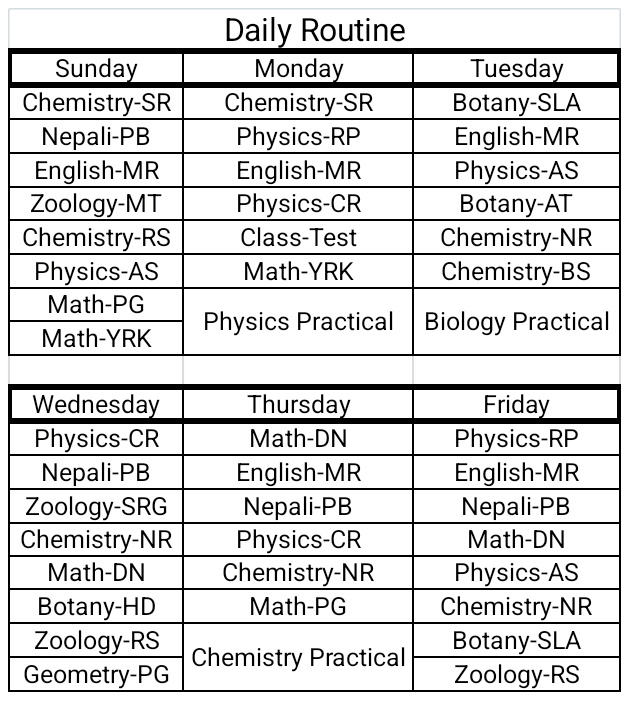 Daily Routine
Sunday Monday Tuesday
Chemistry-SR Chemistry-SR Botany-SLA
Nepali-PB Physics-RP English-MR
English-MR English-MR Physics-AS
Zoology-MT Physics-CR Botany-AT
Chemistry-RS Class-Test Chemistry-NR
Physics-AS Math-YRK Chemistry-BS
Math-PG Physics Practical Biology Practical
Math-YRK
Wednesday Thursday Friday
Physics-CR Math-DN Physics-RP
Nepali-PB English-MR English-MR
Zoology-SRG Nepali-PB Nepali-PB
Chemistry-NR Physics-CR Math-DN
Math-DN Chemistry-NR Physics-AS
Botany-HD Math-PG Chemistry-NR
Zoology-RS Chemistry Practical Botany-SLA
Geometry-PG Zoology-RS